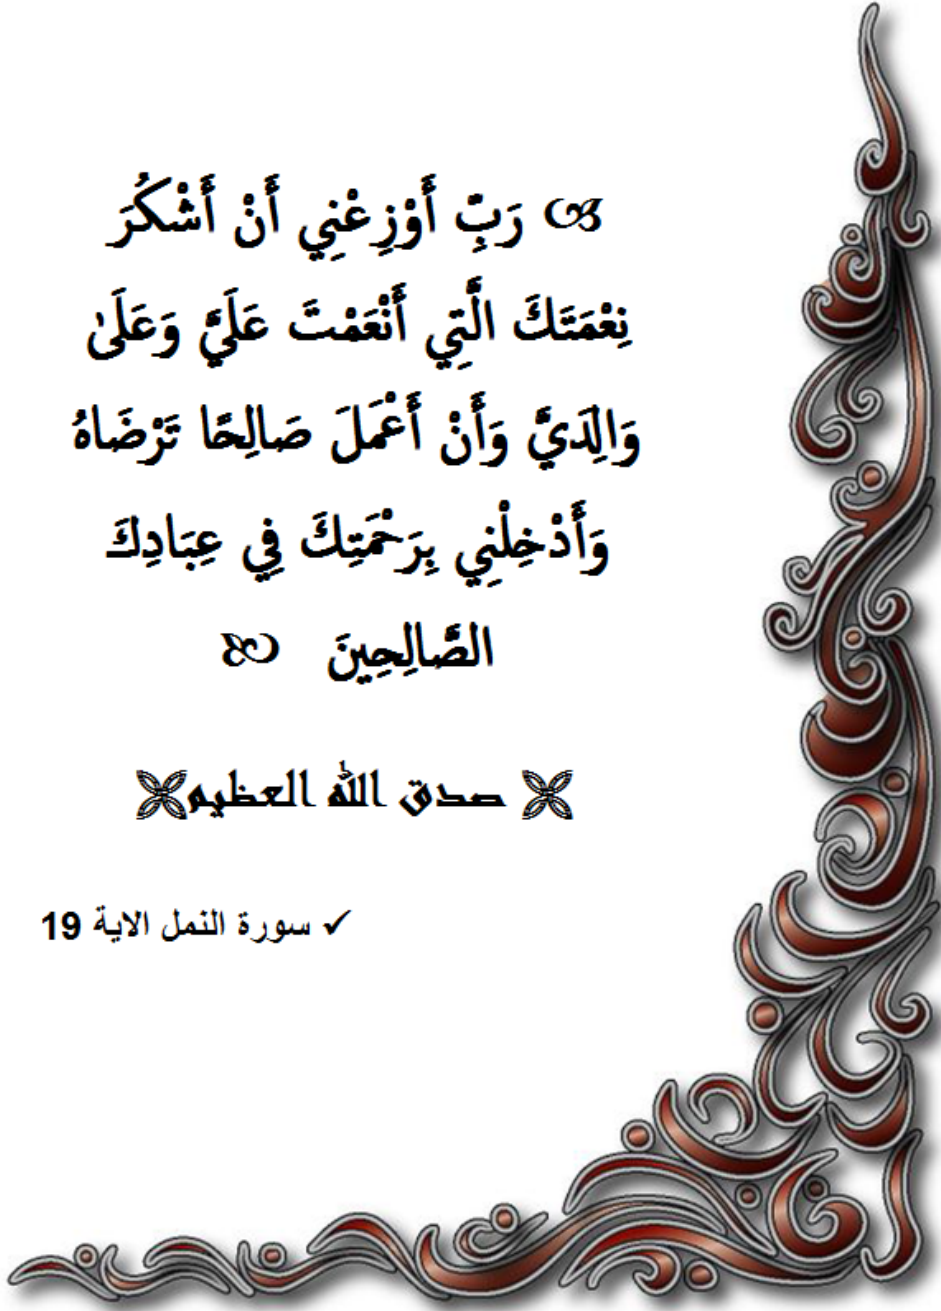 رَبِّ أَوْزِعْنِي أَنْ أَشْكُرَ
نِعْمَتَكَ الَّتِي أَنْعَمْتَ عَلَيَّ وَعَلَىٰ
وَالِدَيَّ وَأَنْ أَعْمَلَ صَالِحًا تَرْضَاهُ
وَأَدْخِلْنِي بِرَحْمَتِكَ فِي عِبَادِكَ
الصَّالِحِينَ
صدق الله العظيم
✓ سورة النمل الاية 19